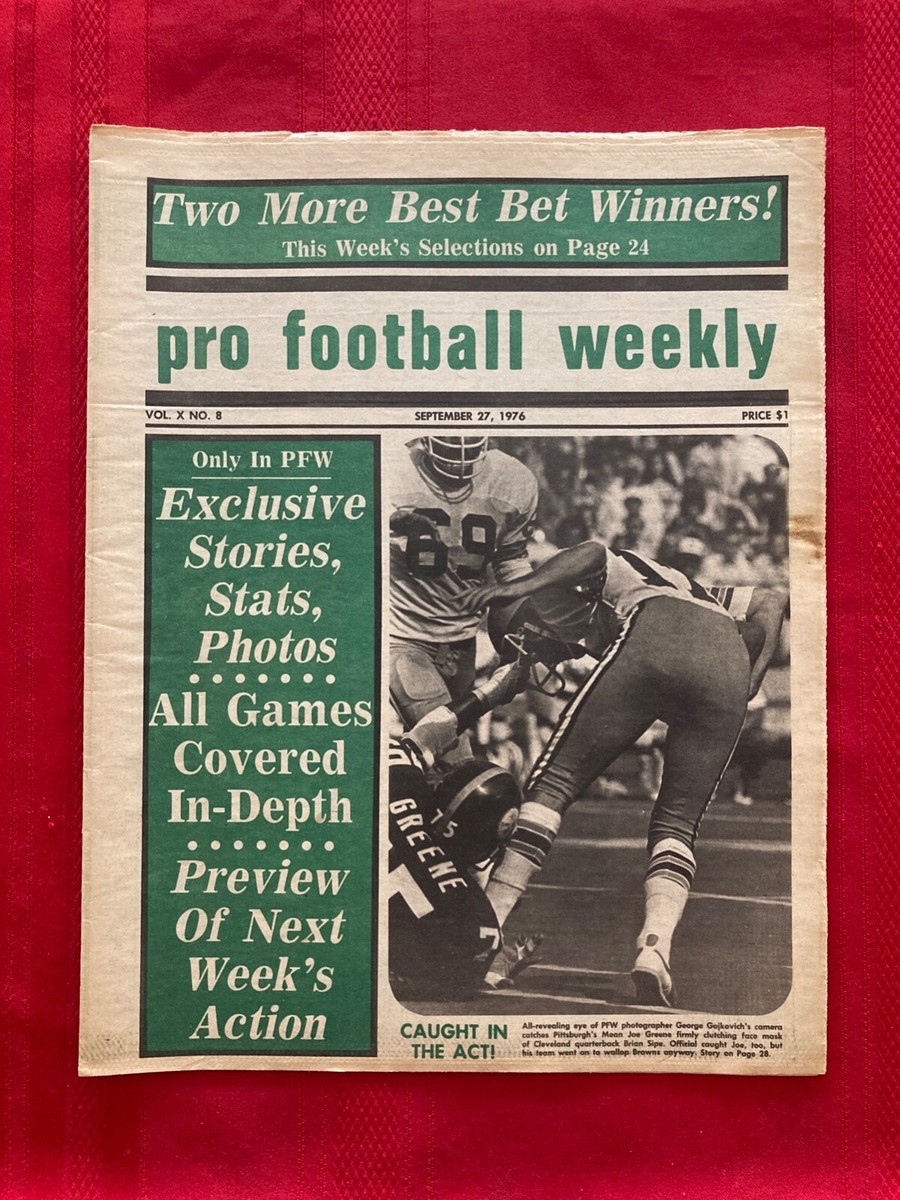 Two More Best Bet Winners!
This Week's Selections on Page 24
pro football weekly
VOL. X NO. 8 SEPTEMBER 27, 1976 PRICE $1
Only In PFW
Exclusive
Stories,
Stats,
Photos
All Games
Covered
In-Depth
Preview
Of Next
Week's
Action
69
75
GREENE
7
CAUGHT IN
THE ACT!
All-revealing eye of PFW photographer George Gojkovich's camera
catches Pittsburgh's Mean Joe Greene firmly clutching face mask
of Cleveland quarterback Brian Sipe. Official caught Joe, too, but
his team went on to wallop Browns anyway. Story on Page 28.